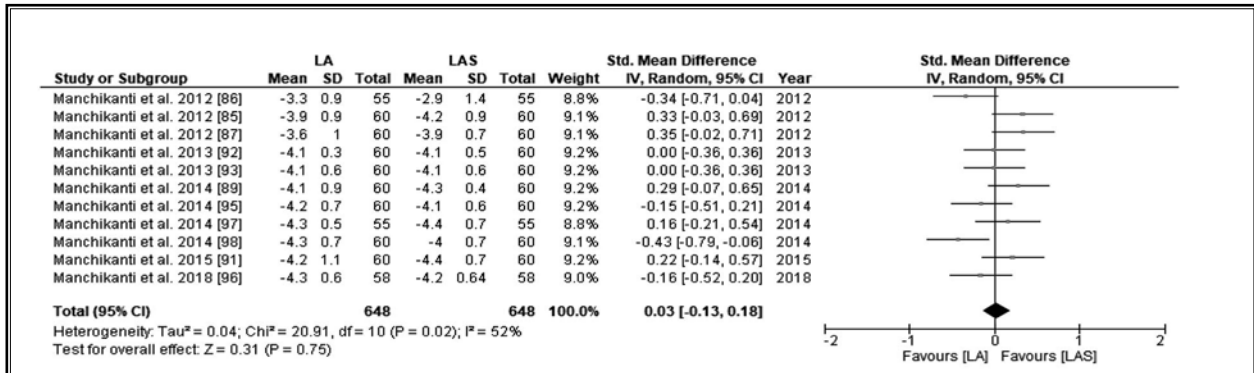 LA LAS Std. Mean Difference Std. Mean Difference
Study or Subgroup Mean SD Total Mean SD Total Weight IV, Random, 95% CI Year IV, Random, 95% CI
Manchikanti et al. 2012 [86] -3.3 0.9 55 -2.9 1.4 55 8.8% -0.34 [-0.71, 0.04] 2012
Manchikanti et al. 2012 [85] -3.9 0.9 60 -4.2 0.9 60 9.1% 0.33 [-0.03, 0.69] 2012
Manchikanti et al. 2012 [87] -3.6 1 60 -3.9 0.7 60 9.1% 0.35 [-0.02, 0.71] 2012
Manchikanti et al. 2013 [92] -4.1 0.3 60 -4.1 0.5 60 9.2% 0.00 [-0.36, 0.36] 2013
Manchikanti et al. 2013 [93] -4.1 0.6 60 -4.1 0.6 60 9.2% 0.00 [-0.36, 0.36] 2013
Manchikanti et al. 2014 [89] -4.1 0.9 60 -4.3 0.4 60 9.2% 0.29 [-0.07, 0.65] 2014
Manchikanti et al. 2014 [95] -4.2 0.7 60 -4.1 0.6 60 9.2% -0.15 [-0.51, 0.21] 2014
Manchikanti et al. 2014 [97] -4.3 0.5 55 -4.4 0.7 55 8.8% 0.16 [-0.21, 0.54] 2014
Manchikanti et al. 2014 [98] -4.3 0.7 60 -4 0.7 60 9.1% -0.43 [-0.79, -0.06] 2014
Manchikanti et al. 2015 [91] -4.2 1.1 60 -4.4 0.7 60 9.2% 0.22 [-0.14, 0.57] 2015
Manchikanti et al. 2018 [96] -4.3 0.6 58 -4.2 0.64 58 9.0% -0.16 [-0.52, 0.20] 2018
Total (95% CI) 648 648 100.0% 0.03 [-0.13, 0.18]
Heterogeneity: Tau² = 0.04; Chi² = 20.91, df = 10 (P = 0.02); I² = 52%
Test for overall effect: Z = 0.31 (P = 0.75)
-2 -1 0 1 2
Favours [LA] Favours [LAS]